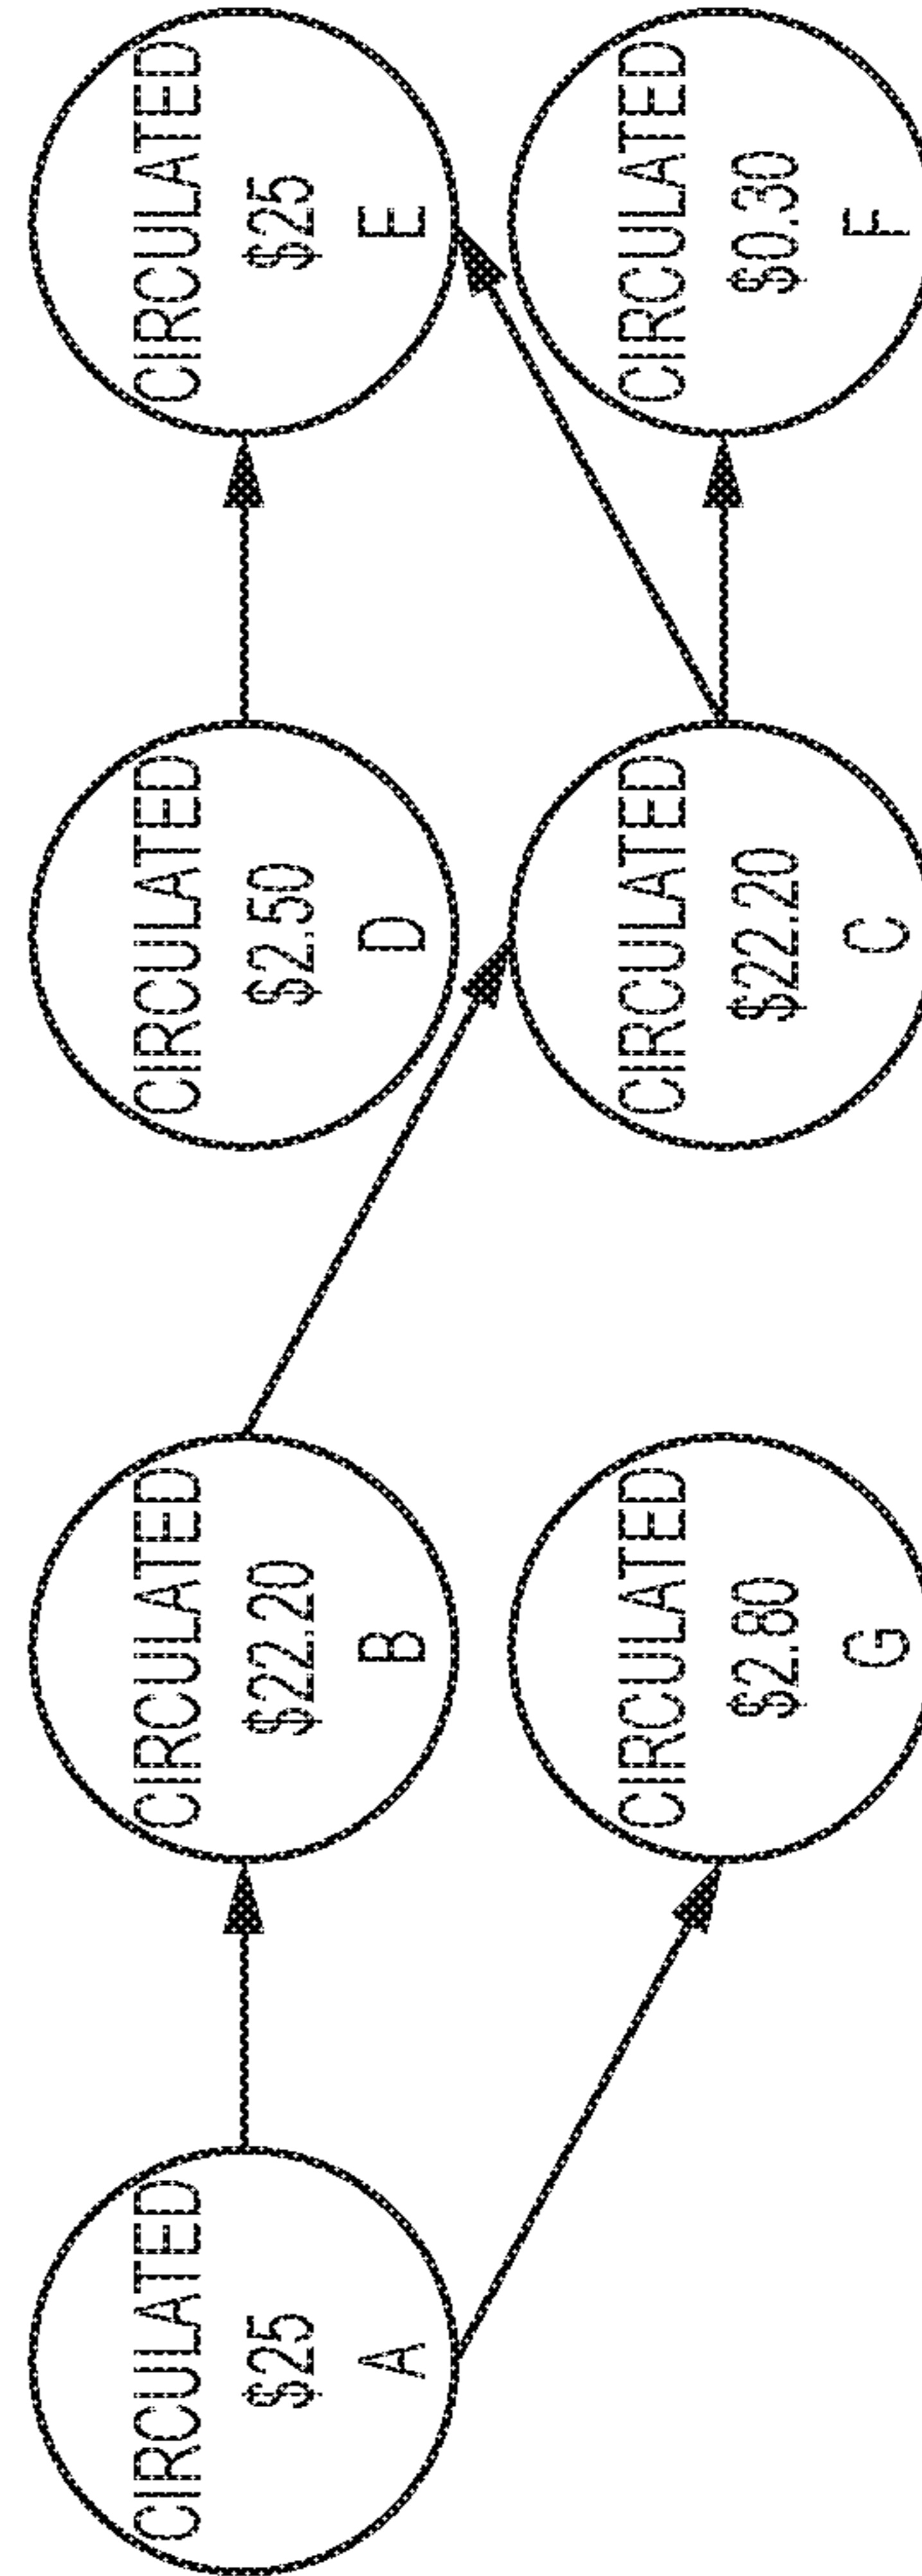 CIRCULATED
$25
A
CIRCULATED
$22.20
B
CIRCULATED
$2.50
D
CIRCULATED
$25
E
CIRCULATED
$2.80
G
CIRCULATED
$22.20
C
CIRCULATED
$0.30
F